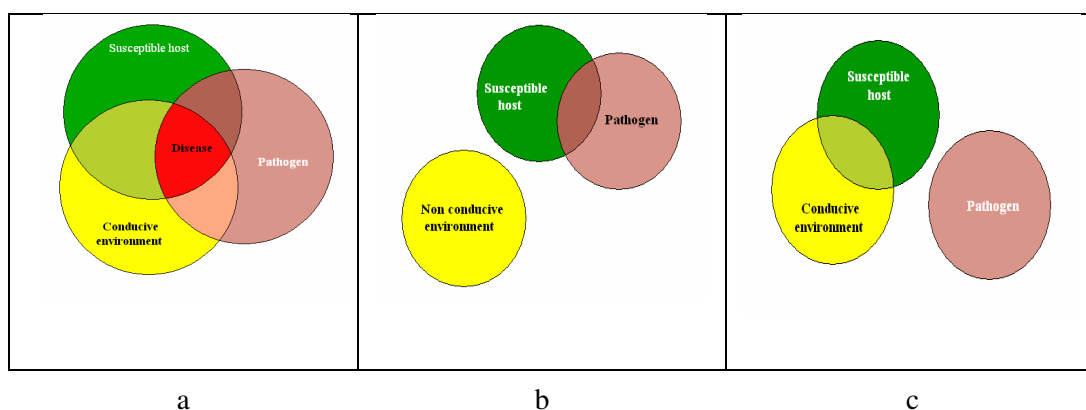 Susceptible host
Disease
Pathogen
Conducive
environment
Susceptible
host
Pathogen
Non conducive
environment
Susceptible
host
Conducive
environment
Pathogen
a
b
c